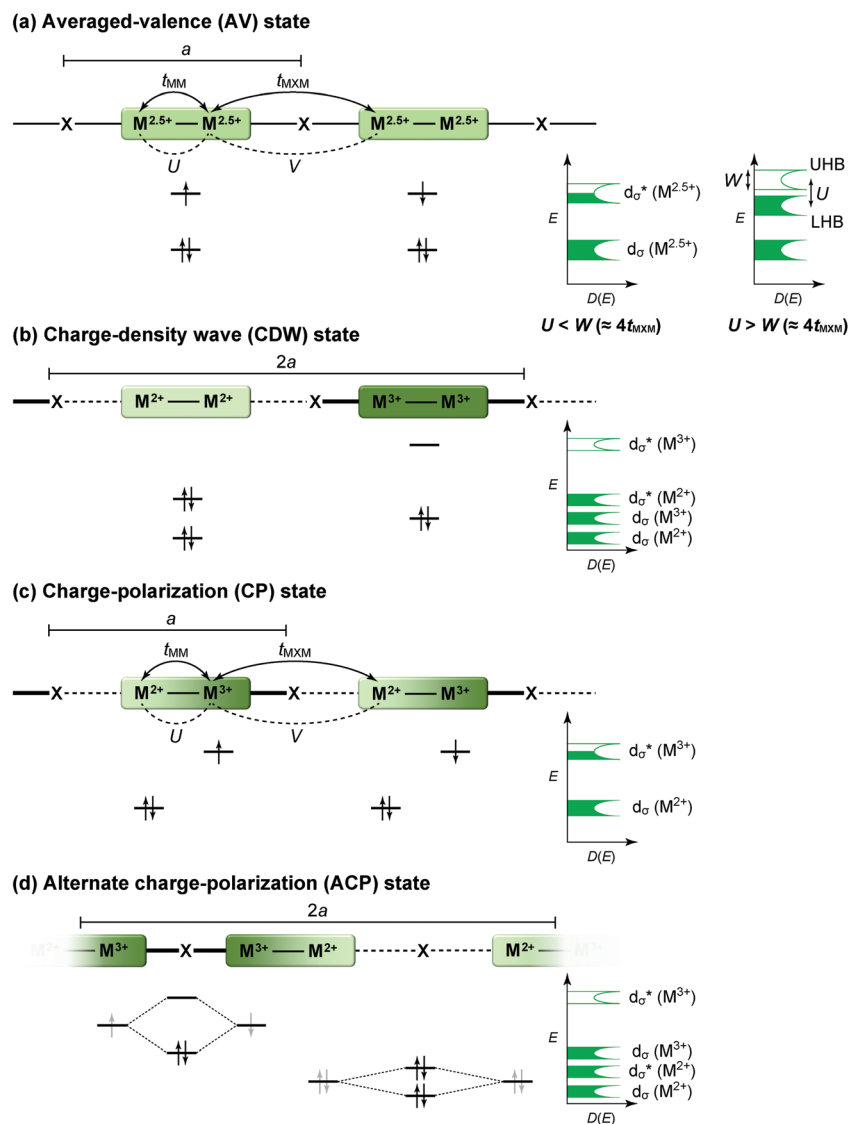 (a) Averaged-valence (AV) state
a
tMM tMXM
X M2.5+ — M2.5+ X M2.5+ — M2.5+ X
U V
E dσ* (M2.5+) dσ (M2.5+) D(E)
W UHB U LHB E D(E)
U < W (≈ 4tMXM) U > W (≈ 4tMXM)
(b) Charge-density wave (CDW) state
2a
X M2+ — M2+ X M3+ — M3+ X
dσ* (M3+)
E
dσ* (M2+)
dσ (M3+)
dσ (M2+)
D(E)
(c) Charge-polarization (CP) state
a
tMM tMXM
X M2+ — M3+ X M2+ — M3+ X
U V
dσ* (M3+)
E
dσ (M2+)
D(E)
(d) Alternate charge-polarization (ACP) state
2a
M2+ — M3+ X M3+ — M2+ X M2+ — M3+
dσ* (M3+)
E
dσ (M3+)
dσ* (M2+)
dσ (M2+)
D(E)